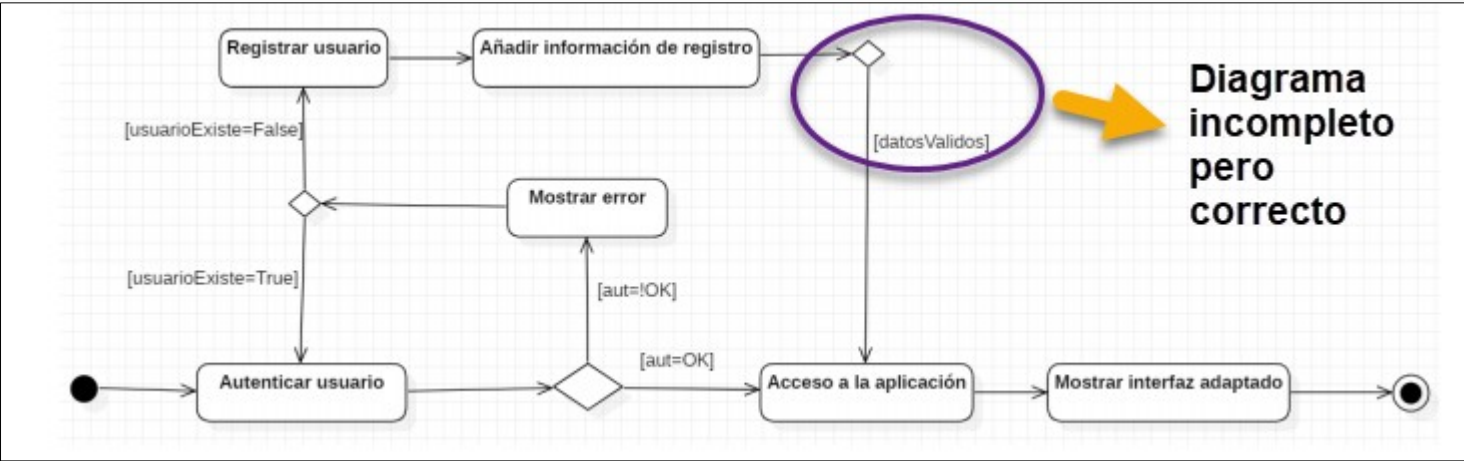 Registrar usuario
Añadir información de registro
Diagrama
incompleto
pero
correcto
[usuarioExiste=False]
[datosValidos]
Mostrar error
[usuarioExiste=True]
[aut=!OK]
[aut=OK]
Autenticar usuario
Acceso a la aplicación
Mostrar interfaz adaptado